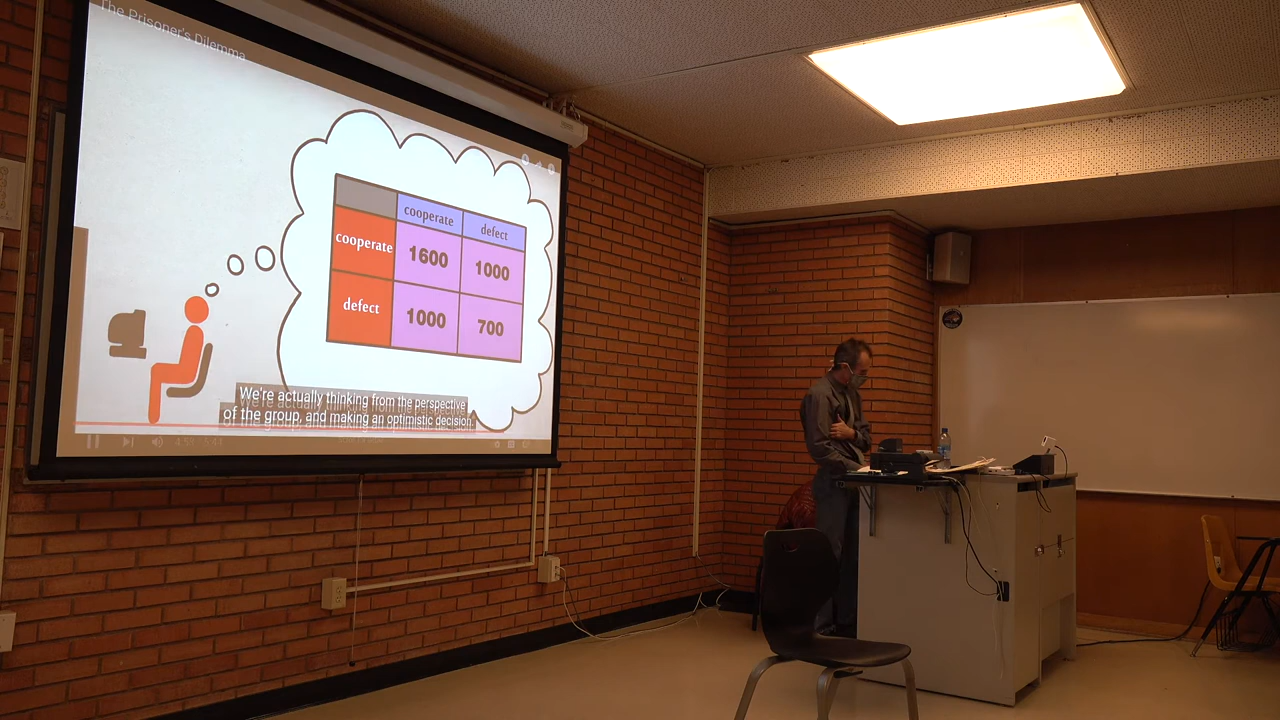 The Prisoner's Dilemma
cooperate defect
cooperate 1600 1000
defect 1000 700
We're actually thinking from the perspective
of the group, and making an optimistic decision.